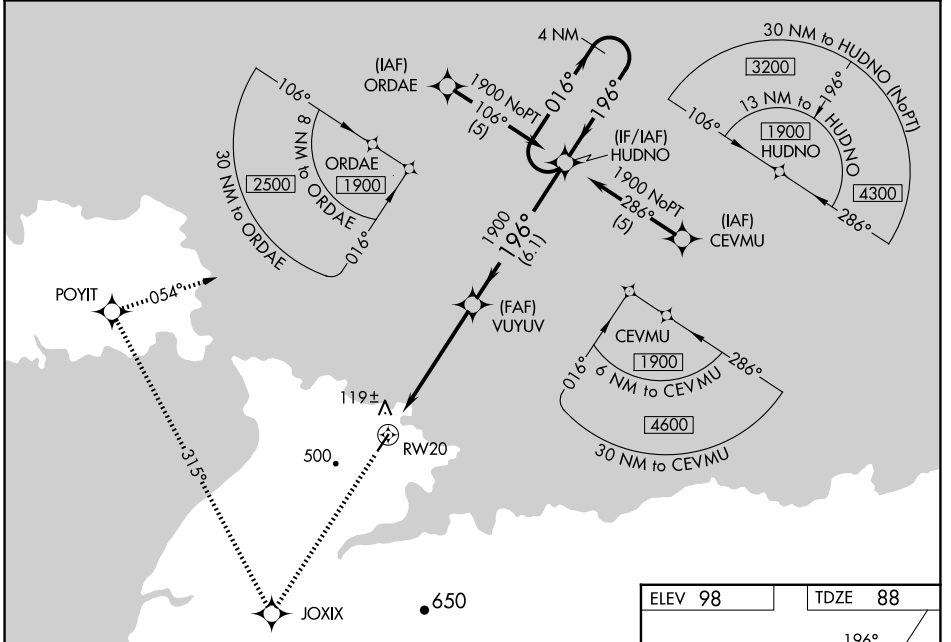 4 NM
016°
196°
(IAF)
ORDAE
1900 NoPT
106°
(5)
(IF/IAF)
HUDNO
1900 NoPT
286°
(5)
(IAF)
CEVMU
30 NM to HUDNO (NoPT)
3200
196°
13 NM to HUDNO
106°
1900
HUDNO
4300
286°
106°
8 NM to ORDAE
ORDAE
2500
1900
30 NM to ORDAE
016°
1900
196°
(6.1)
(FAF)
VUYUV
POYIT
054°
CEVMU
1900
286°
016°
6 NM to CEVMU
4600
30 NM to CEVMU
119±
RW20
500
315°
JOXIX
650
ELEV 98
TDZE 88
196°